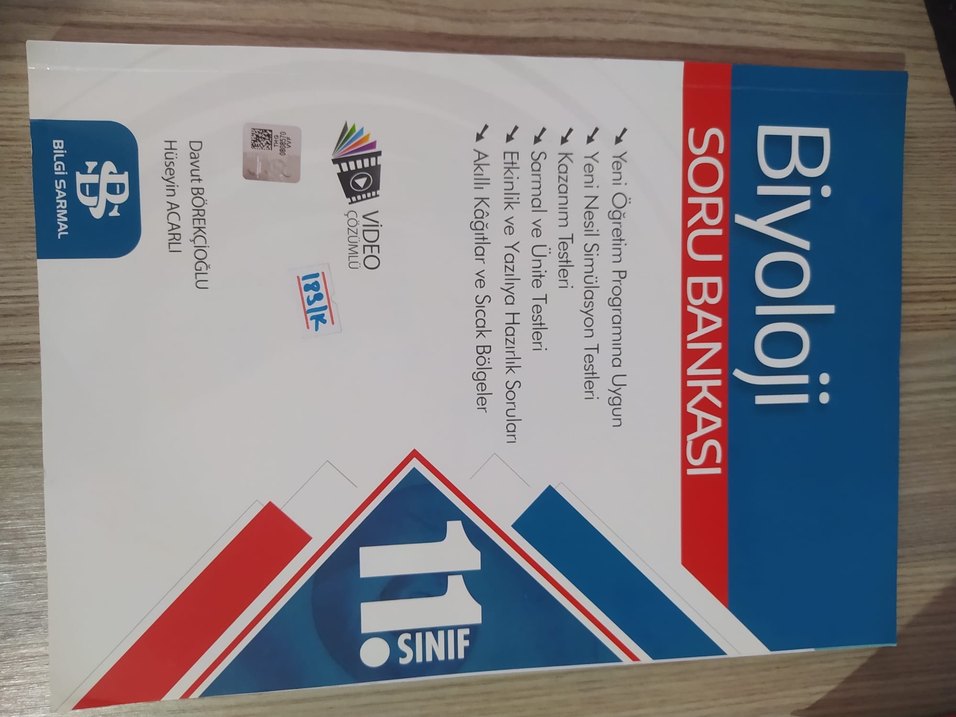 Biyoloji
SORU BANKASI
Yeni Öğretim Programına Uygun
Yeni Nesil Simülasyon Testleri
Kazanım Testleri
Sarmal ve Ünite Testleri
Etkinlik ve Yazılıya Hazırlık Soruları
Akıllı Kâğıtlar ve Sıcak Bölgeler
11.
SINIF
VİDEO
ÇÖZÜMLÜ
Davut BÖREKÇİOĞLU
Hüseyin ACARLI
BİLGİ SARMAL